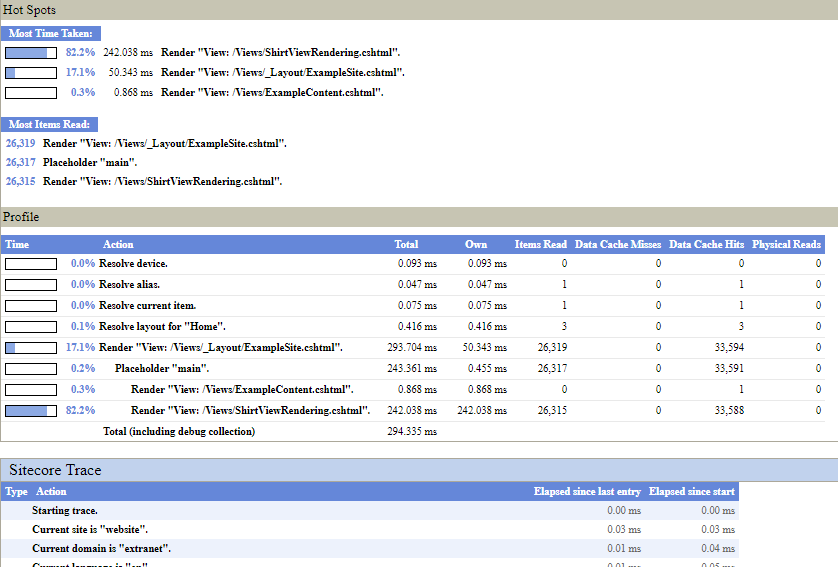 Hot Spots
Most Time Taken:
82.2% 242.038 ms Render "View: /Views/ShirtViewRendering.cshtml".
17.1% 50.343 ms Render "View: /Views/_Layout/ExampleSite.cshtml".
0.3% 0.868 ms Render "View: /Views/ExampleContent.cshtml".
Most Items Read:
26,319 Render "View: /Views/_Layout/ExampleSite.cshtml".
26,317 Placeholder "main".
26,315 Render "View: /Views/ShirtViewRendering.cshtml".
Profile
Time Action Total Own Items Read Data Cache Misses Data Cache Hits Physical Reads
0.0% Resolve device. 0.093 ms 0.093 ms 0 0 0 0
0.0% Resolve alias. 0.047 ms 0.047 ms 1 0 1 0
0.0% Resolve current item. 0.075 ms 0.075 ms 1 0 1 0
0.1% Resolve layout for "Home". 0.416 ms 0.416 ms 3 0 3 0
17.1% Render "View: /Views/_Layout/ExampleSite.cshtml". 293.704 ms 50.343 ms 26,319 0 33,594 0
0.2% Placeholder "main". 243.361 ms 0.455 ms 26,317 0 33,591 0
0.3% Render "View: /Views/ExampleContent.cshtml". 0.868 ms 0.868 ms 0 0 1 0
82.2% Render "View: /Views/ShirtViewRendering.cshtml". 242.038 ms 242.038 ms 26,315 0 33,588 0
Total (including debug collection) 294.335 ms
Sitecore Trace
Type Action Elapsed since last entry Elapsed since start
Starting trace. 0.00 ms 0.00 ms
Current site is "website". 0.03 ms 0.03 ms
Current domain is "extranet". 0.01 ms 0.04 ms
Current language is "en". 0.01 ms 0.05 ms